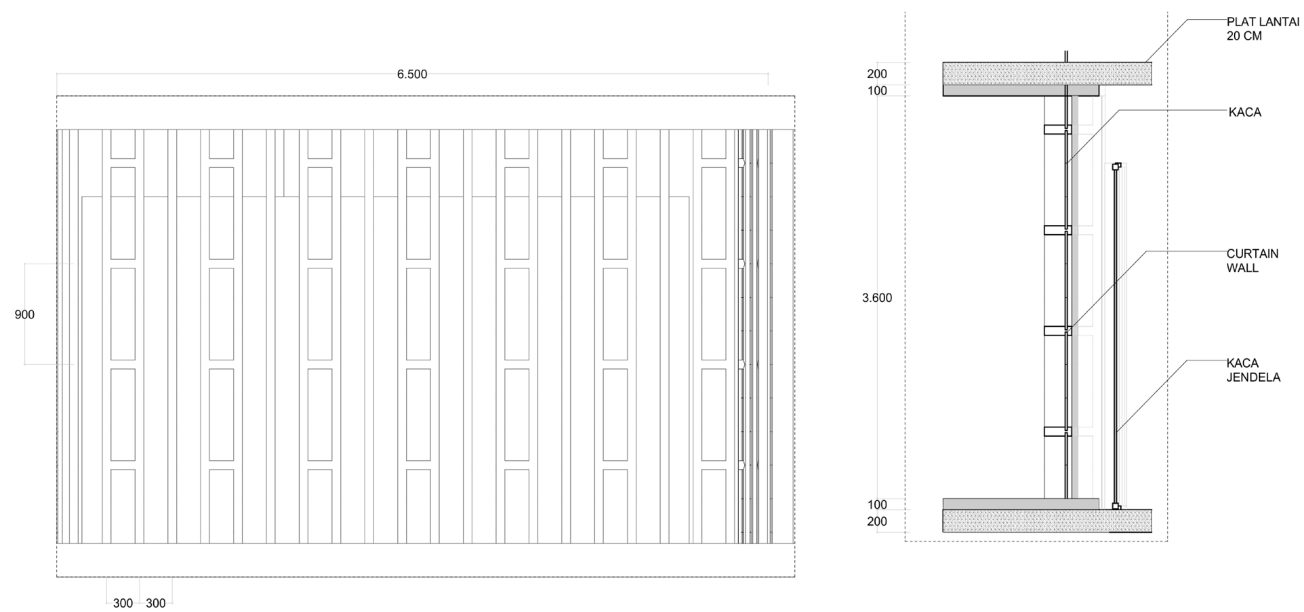 6.500
900
300 300
200
100
3.600
100
200
PLAT LANTAI
20 CM
KACA
CURTAIN
WALL
KACA
JENDELA